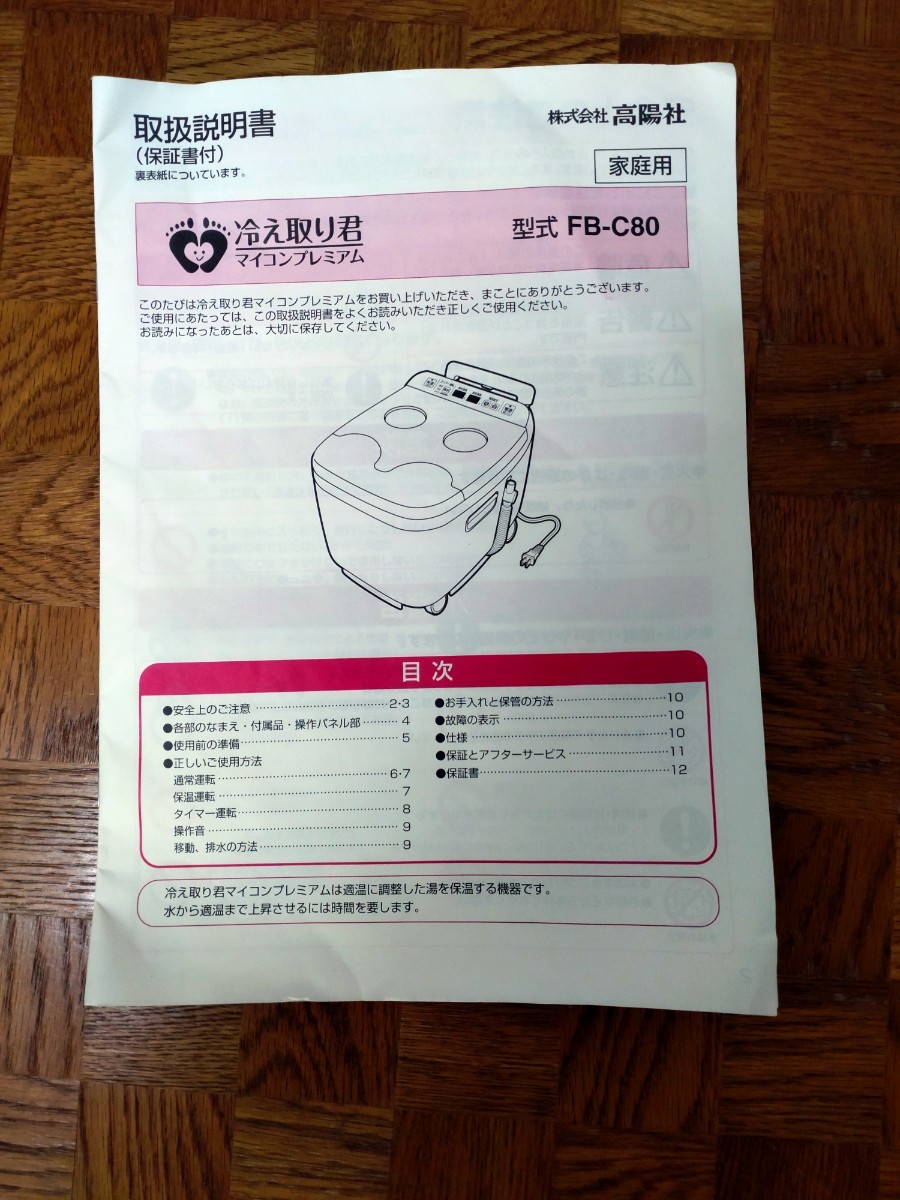 取扱説明書
(保証書付)
裏表紙についています。
株式会社 高陽社
家庭用
冷え取り君
マイコンプレミアム
型式 FB-C80
このたびは冷え取り君マイコンプレミアムをお買い上げいただき、まことにありがとうございます。
ご使用にあたっては、この取扱説明書をよくお読みいただき正しくご使用ください。
お読みになったあとは、大切に保存してください。
目次
●安全上のご注意 2・3
●各部のなまえ・付属品・操作パネル部 4
●使用前の準備 5
●正しいご使用方法
通常運転 6・7
保温運転 7
タイマー運転 8
操作音 9
移動、排水の方法 9
●お手入れと保管の方法 10
●故障の表示 10
●仕様 10
●保証とアフターサービス 11
●保証書 12
冷え取り君マイコンプレミアムは適温に調整した湯を保温する機器です。
水から適温まで上昇させるには時間を要します。